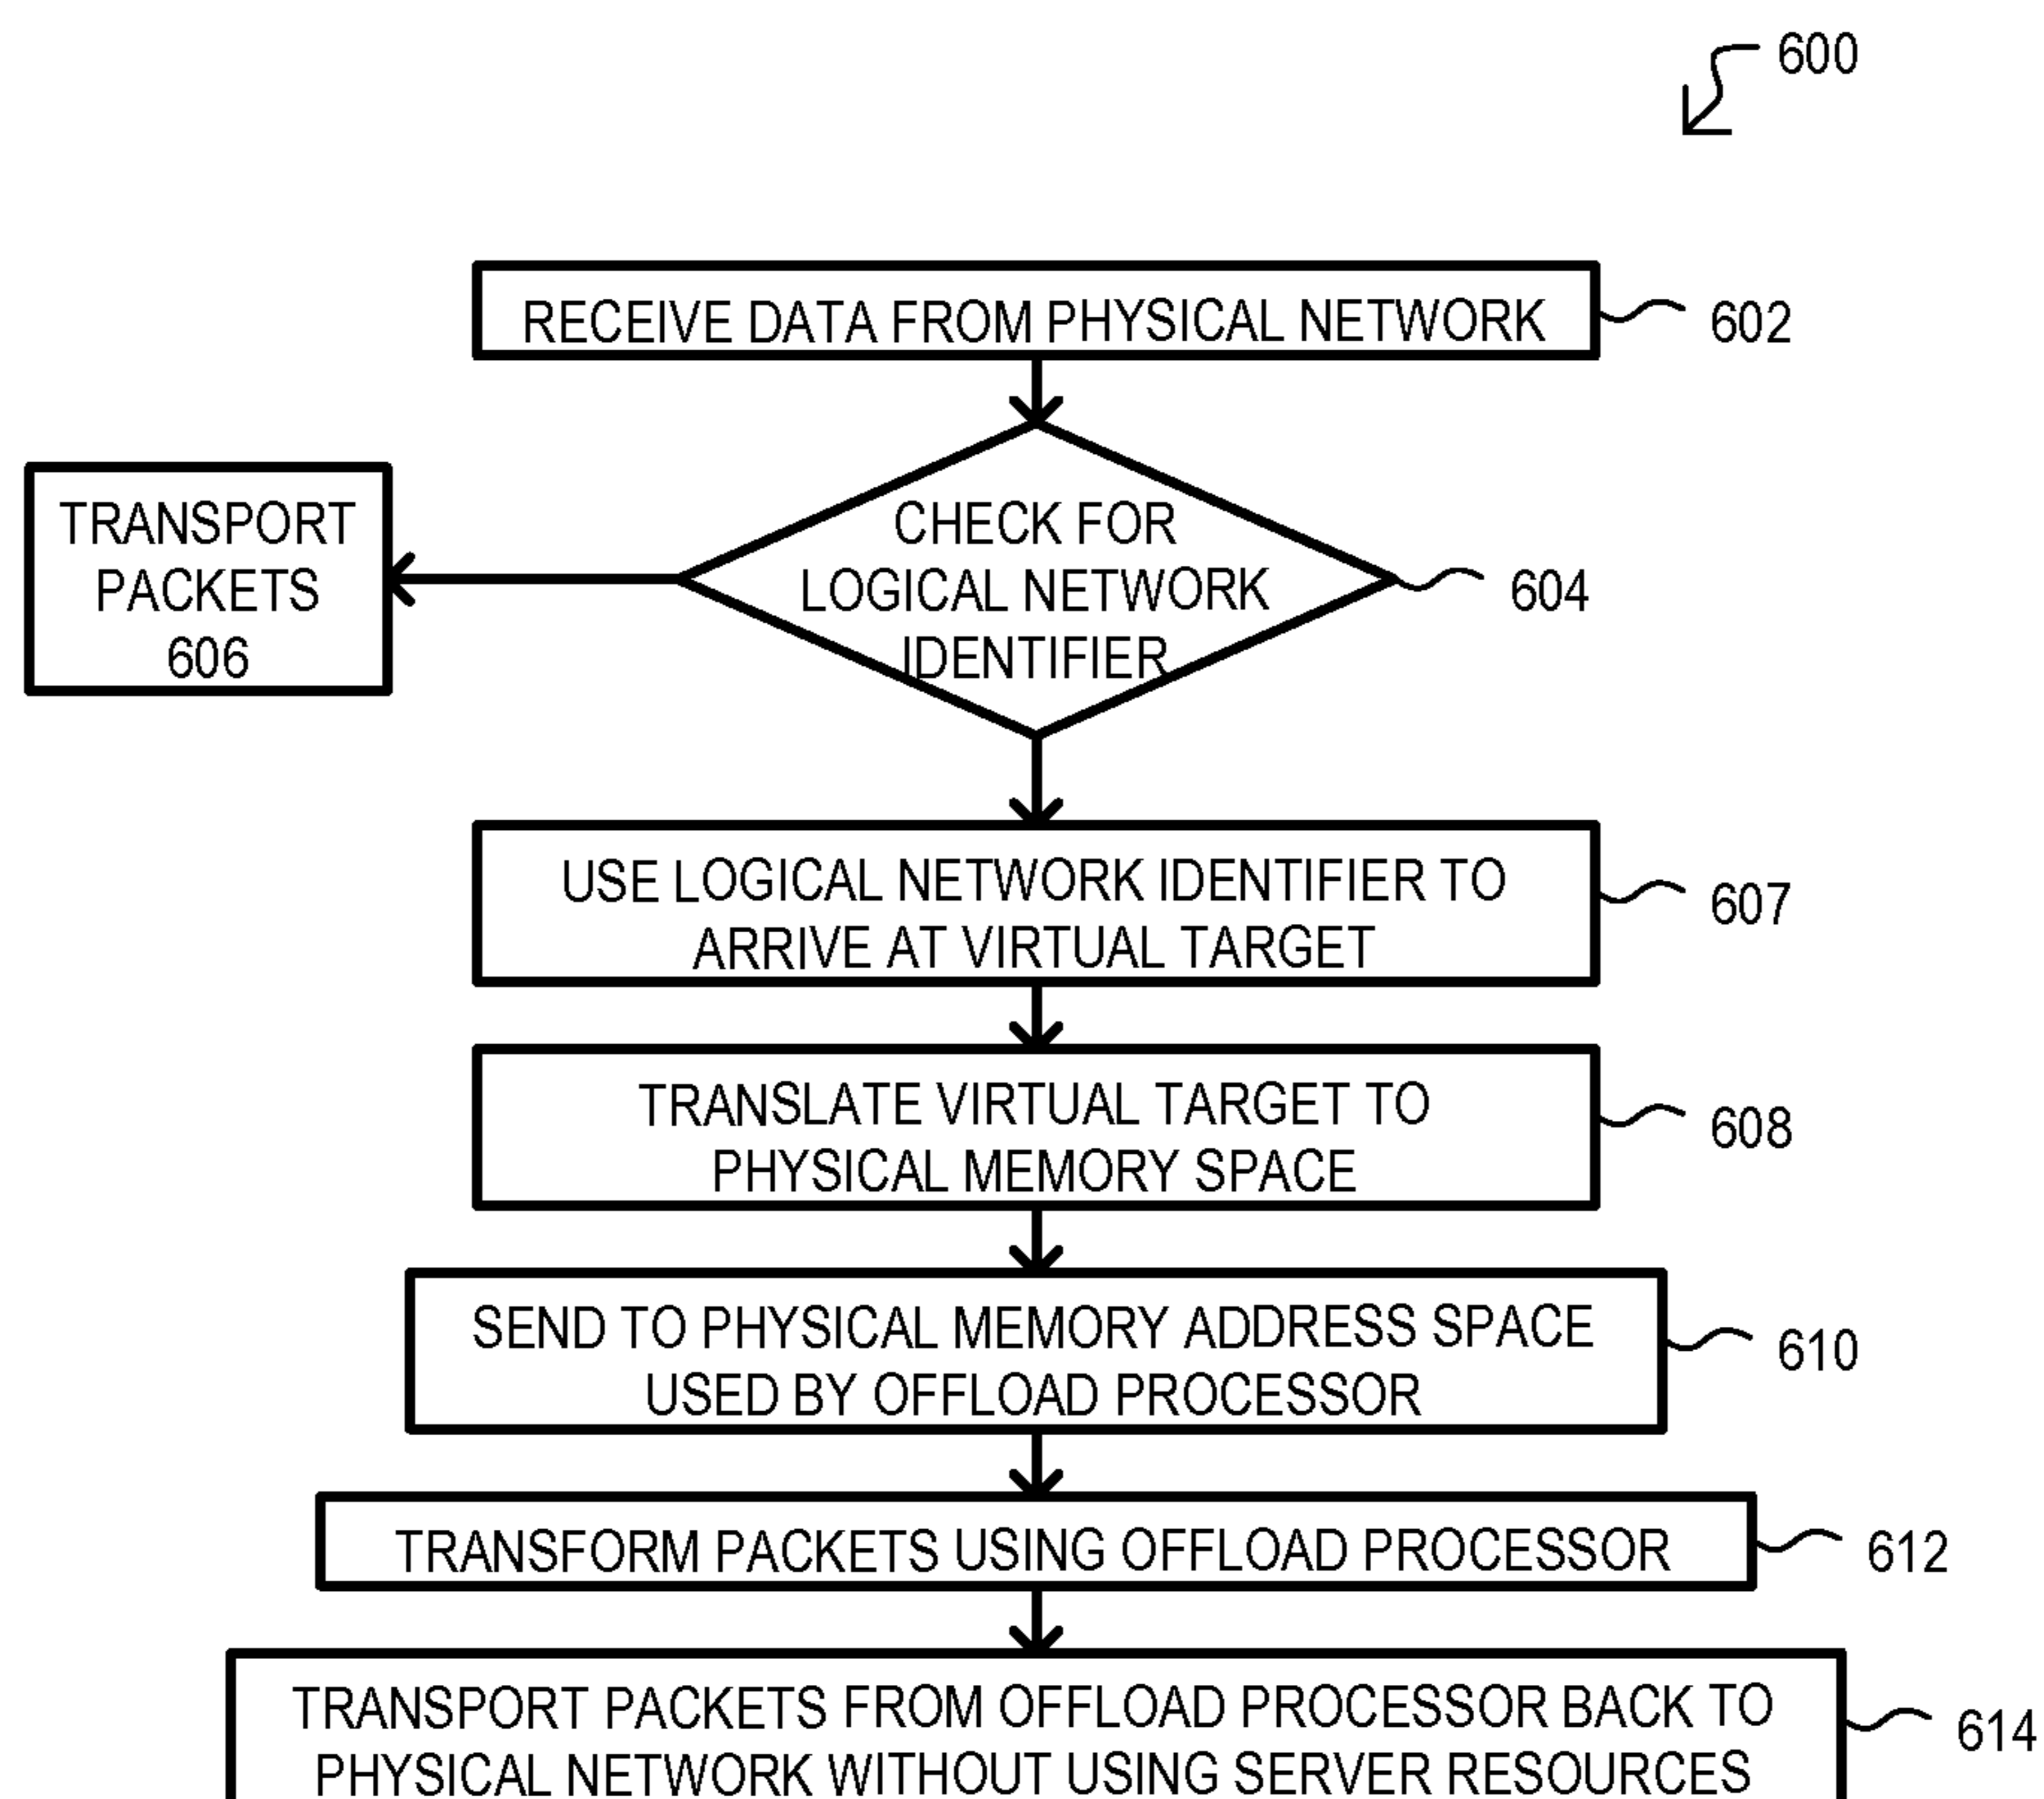 600
RECEIVE DATA FROM PHYSICAL NETWORK
602
TRANSPORT
PACKETS
606
CHECK FOR
LOGICAL NETWORK
IDENTIFIER
604
USE LOGICAL NETWORK IDENTIFIER TO
ARRIVE AT VIRTUAL TARGET
607
TRANSLATE VIRTUAL TARGET TO
PHYSICAL MEMORY SPACE
608
SEND TO PHYSICAL MEMORY ADDRESS SPACE
USED BY OFFLOAD PROCESSOR
610
TRANSFORM PACKETS USING OFFLOAD PROCESSOR
612
TRANSPORT PACKETS FROM OFFLOAD PROCESSOR BACK TO
PHYSICAL NETWORK WITHOUT USING SERVER RESOURCES
614